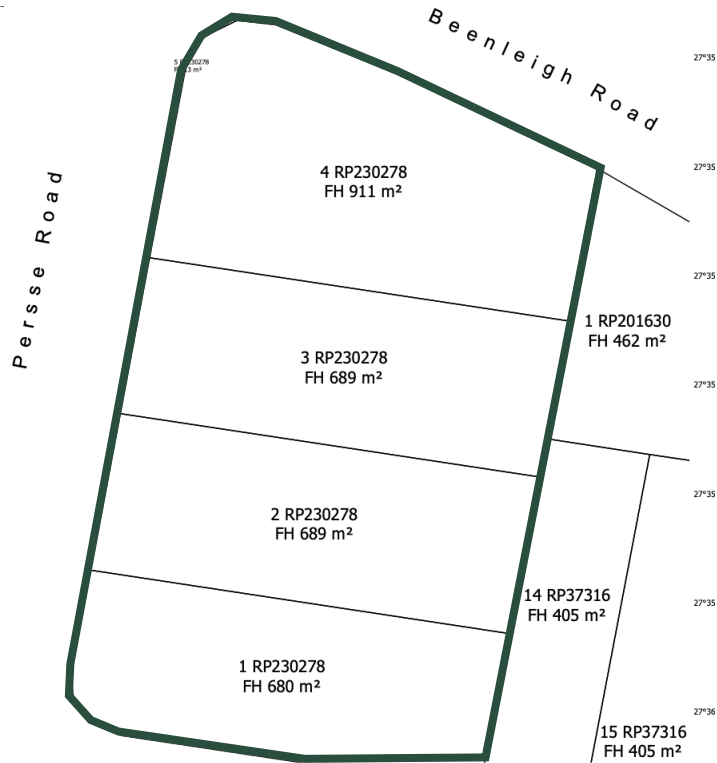 Beenleigh Road
27°35
5 RP230278
4 RP230278
FH 911 m²
27°35
Persse Road
27°35
1 RP201630
FH 462 m²
3 RP230278
FH 689 m²
27°35
27°35
2 RP230278
FH 689 m²
14 RP37316
FH 405 m²
27°35
1 RP230278
FH 680 m²
27°36
15 RP37316
FH 405 m²